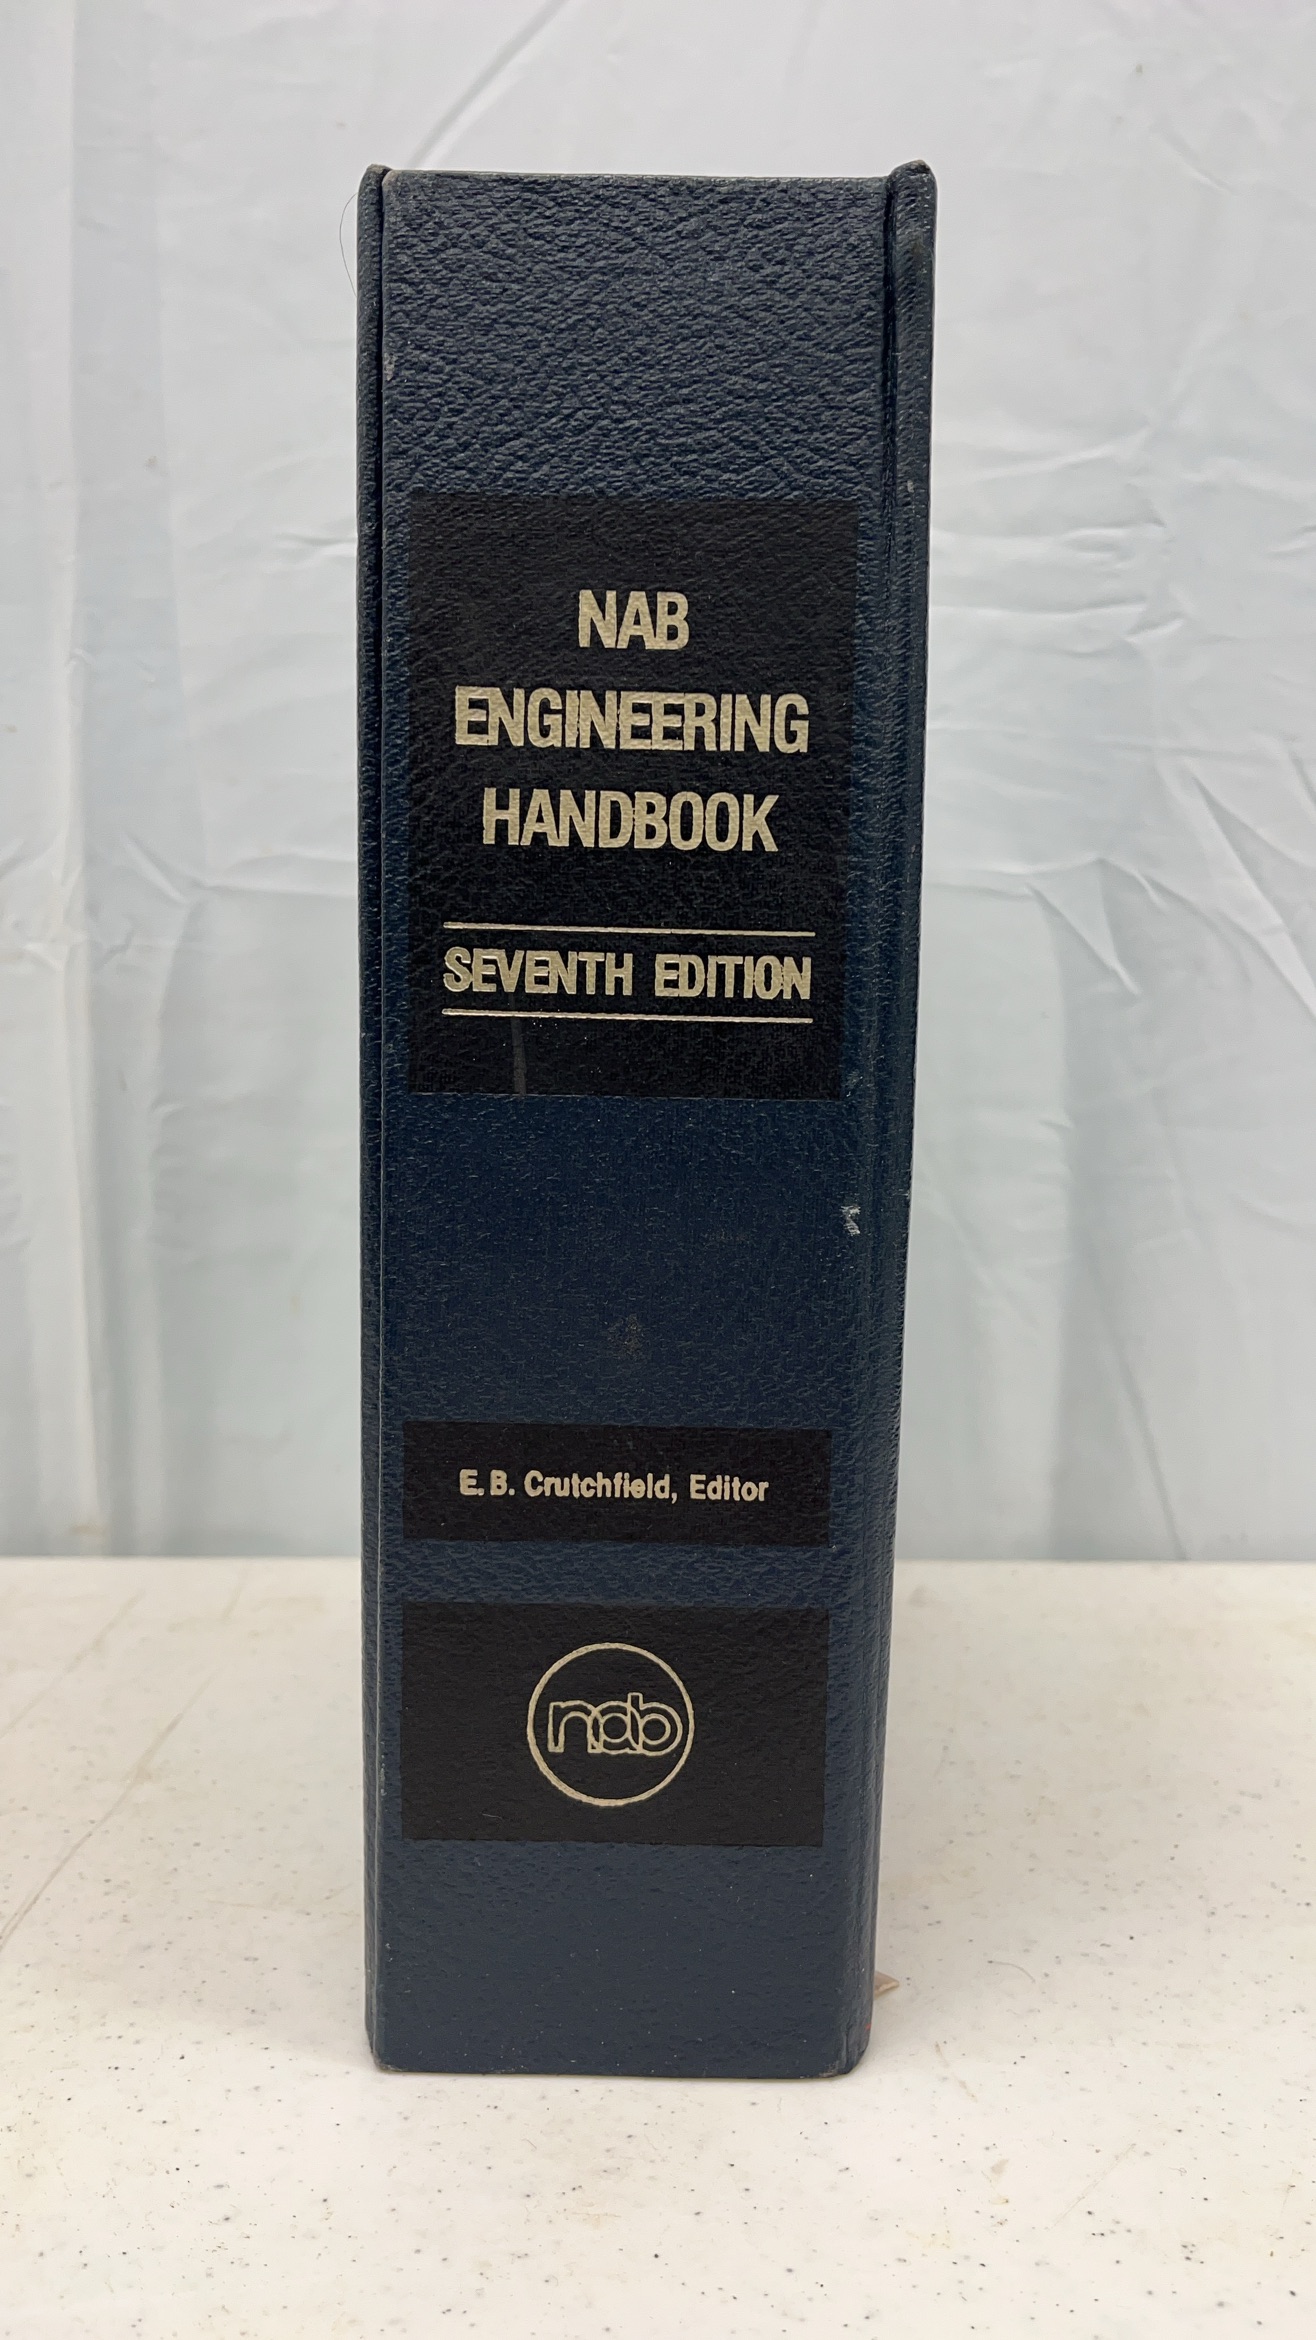 NAB
ENGINEERING
HANDBOOK
SEVENTH EDITION
E. B. Crutchfield, Editor
nab